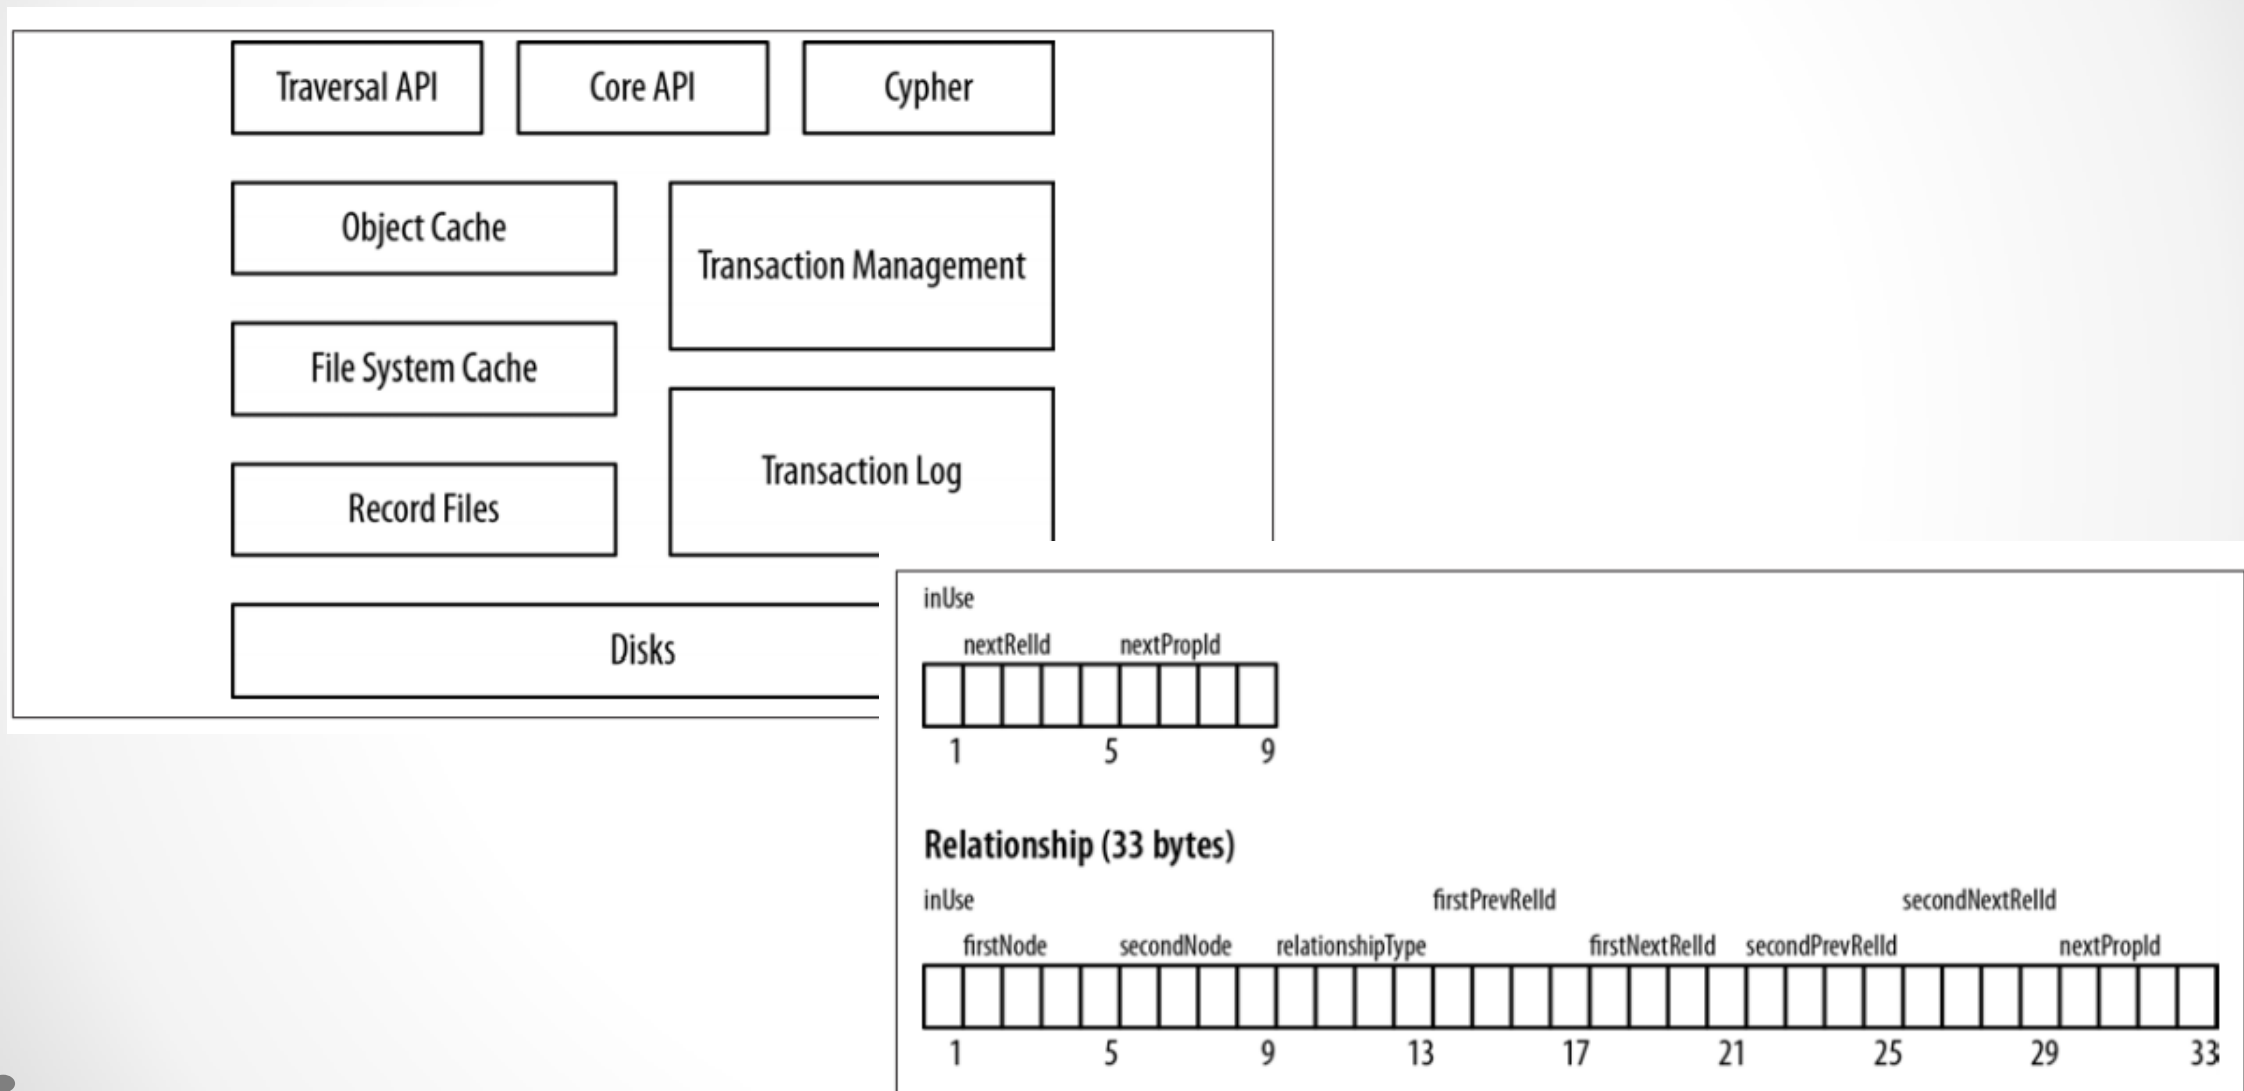 Traversal API
Core API
Cypher
Object Cache
Transaction Management
File System Cache
Transaction Log
Record Files
Disks
inUse
nextRelId
nextPropId
1 5 9
Relationship (33 bytes)
inUse
firstPrevRelId
secondNextRelId
firstNode
secondNode
relationshipType
firstNextRelId
secondPrevRelId
nextPropId
1 5 9 13 17 21 25 29 33